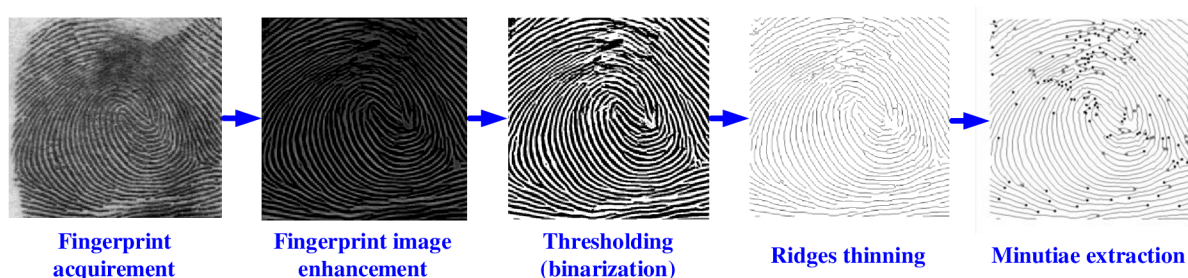 Fingerprint
acquirement
Fingerprint image
enhancement
Thresholding
(binarization)
Ridges thinning
Minutiae extraction